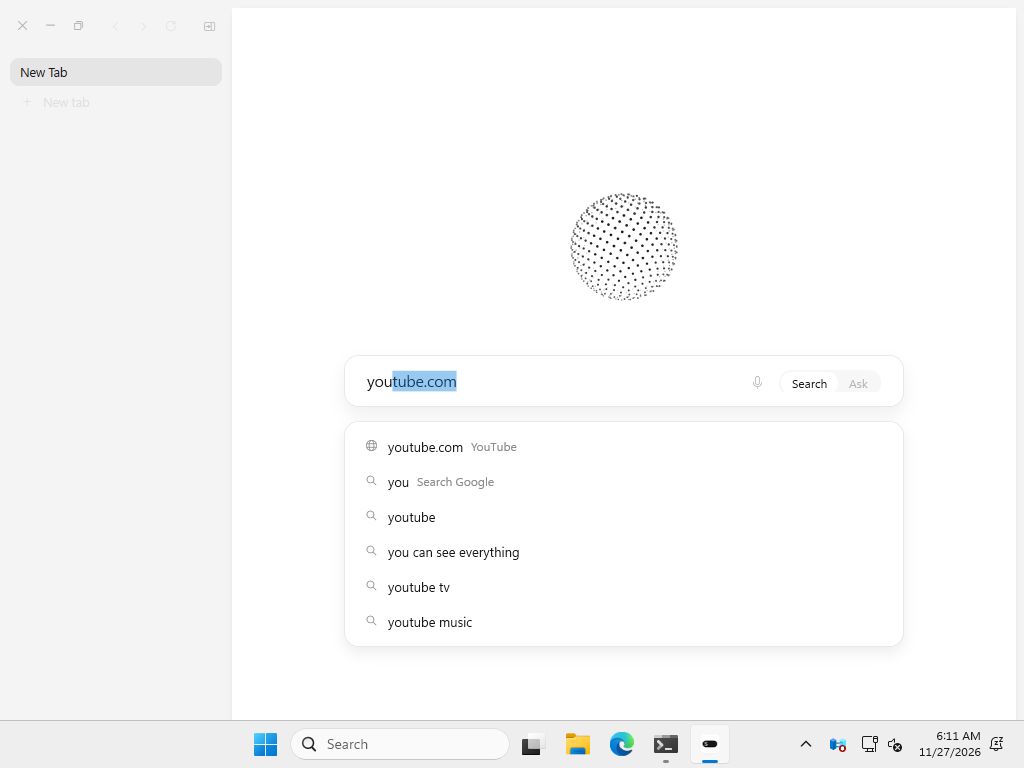 New Tab
New tab
youtube.com
Search
Ask
youtube.com YouTube
you Search Google
youtube
you can see everything
youtube tv
youtube music
Search
6:11 AM
11/27/2026